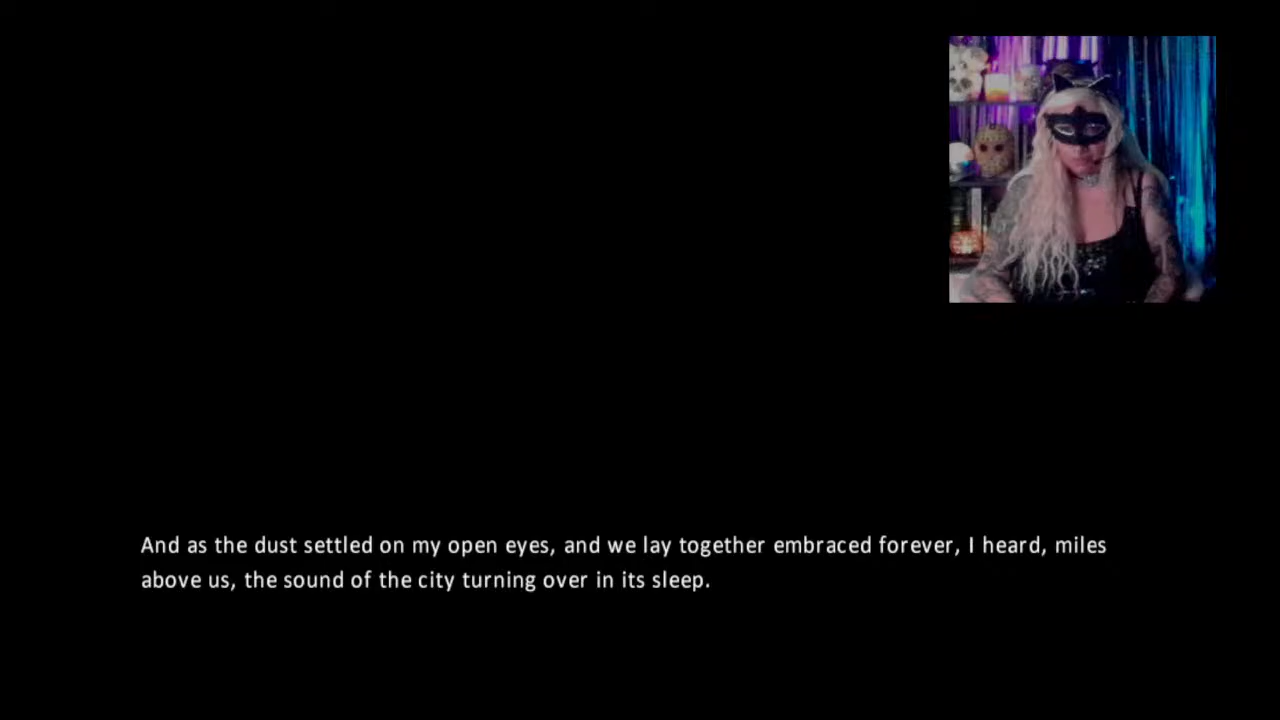 And as the dust settled on my open eyes, and we lay together embraced forever, I heard, miles
above us, the sound of the city turning over in its sleep.